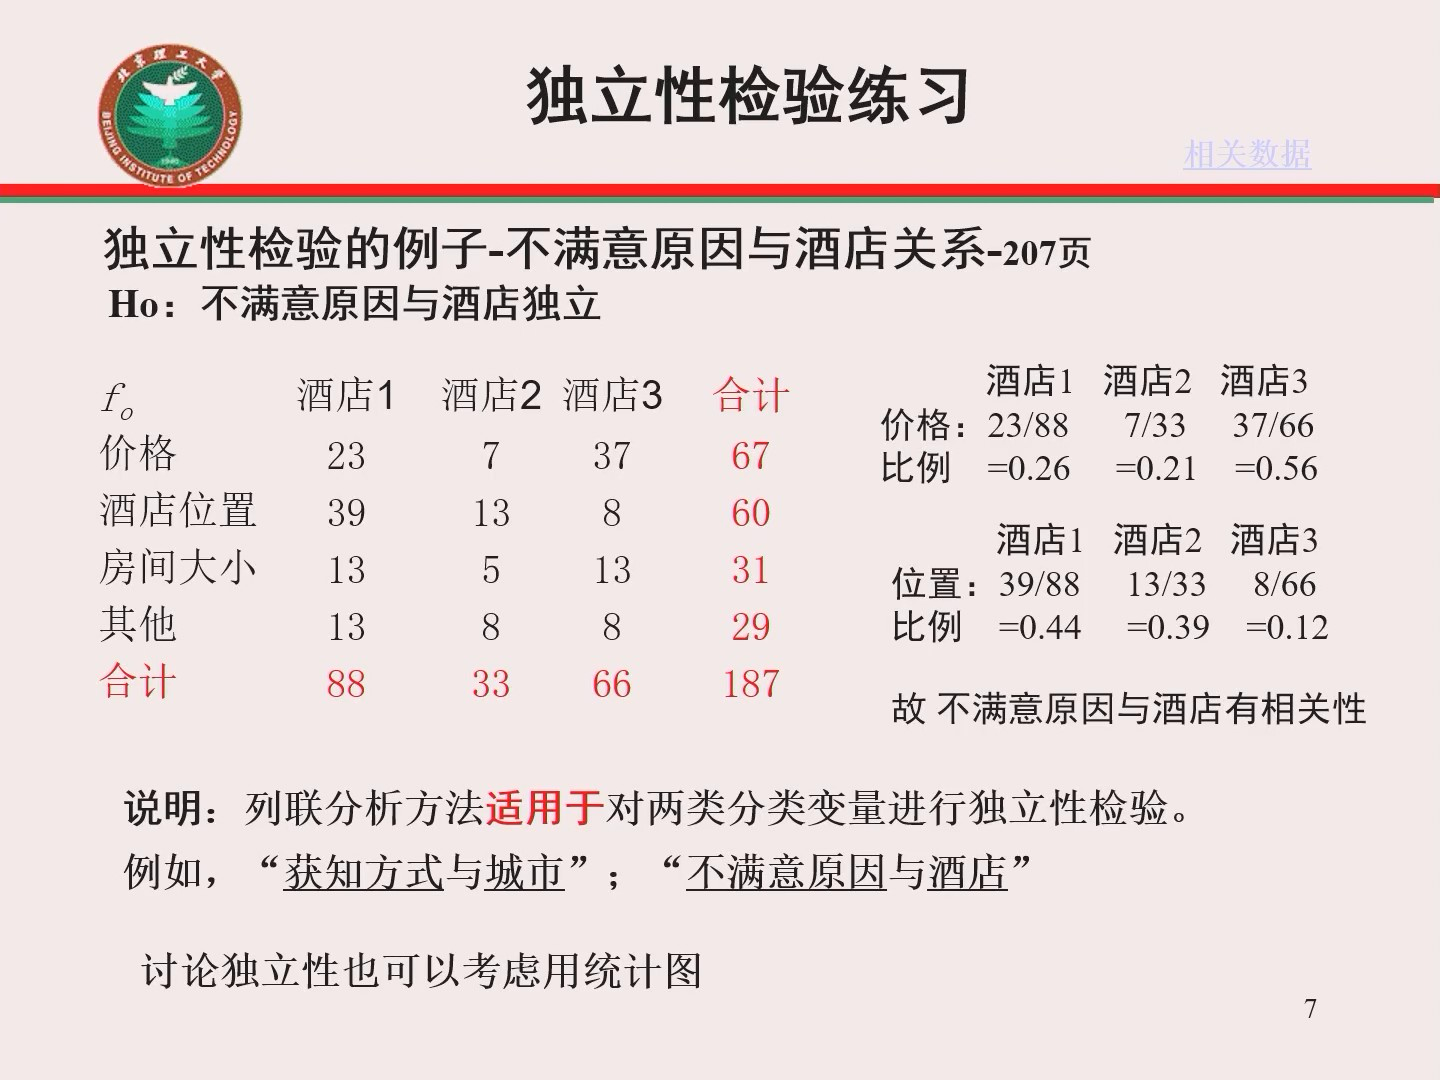 北京理工大学
BEIJING INSTITUTE OF TECHNOLOGY
1940
独立性检验练习
相关数据
独立性检验的例子-不满意原因与酒店关系-207页
Ho：不满意原因与酒店独立
fo 酒店1 酒店2 酒店3 合计
价格 23 7 37 67
酒店位置 39 13 8 60
房间大小 13 5 13 31
其他 13 8 8 29
合计 88 33 66 187
酒店1 酒店2 酒店3
价格：23/88 7/33 37/66
比例 =0.26 =0.21 =0.56
酒店1 酒店2 酒店3
位置：39/88 13/33 8/66
比例 =0.44 =0.39 =0.12
故 不满意原因与酒店有相关性
说明：列联分析方法适用于对两类分类变量进行独立性检验。
例如，“获知方式与城市”；“不满意原因与酒店”
讨论独立性也可以考虑用统计图
7